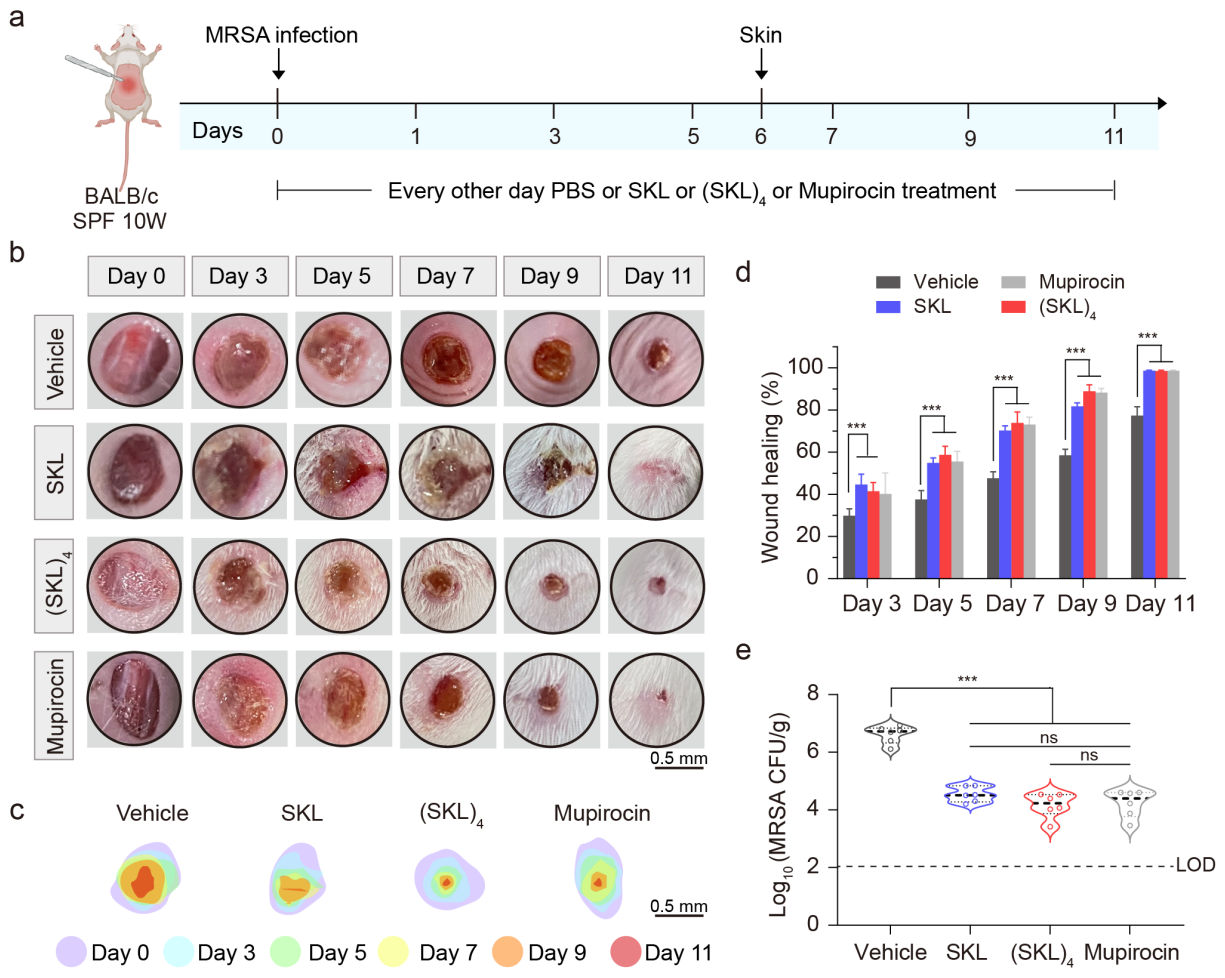 a
MRSA infection
Skin
Days
0
1
3
5
6
7
9
11
BALB/c
SPF 10W
Every other day PBS or SKL or (SKL)₄ or Mupirocin treatment
b
Day 0
Day 3
Day 5
Day 7
Day 9
Day 11
Vehicle
SKL
(SKL)₄
Mupirocin
0.5 mm
c
Vehicle
SKL
(SKL)₄
Mupirocin
0.5 mm
Day 0
Day 3
Day 5
Day 7
Day 9
Day 11
d
Vehicle
Mupirocin
SKL
(SKL)₄
Wound healing (%)
100
80
60
40
20
0
***
***
***
***
***
Day 3
Day 5
Day 7
Day 9
Day 11
e
Log₁₀(MRSA CFU/g)
8
6
4
2
0
***
ns
ns
LOD
Vehicle
SKL
(SKL)₄
Mupirocin